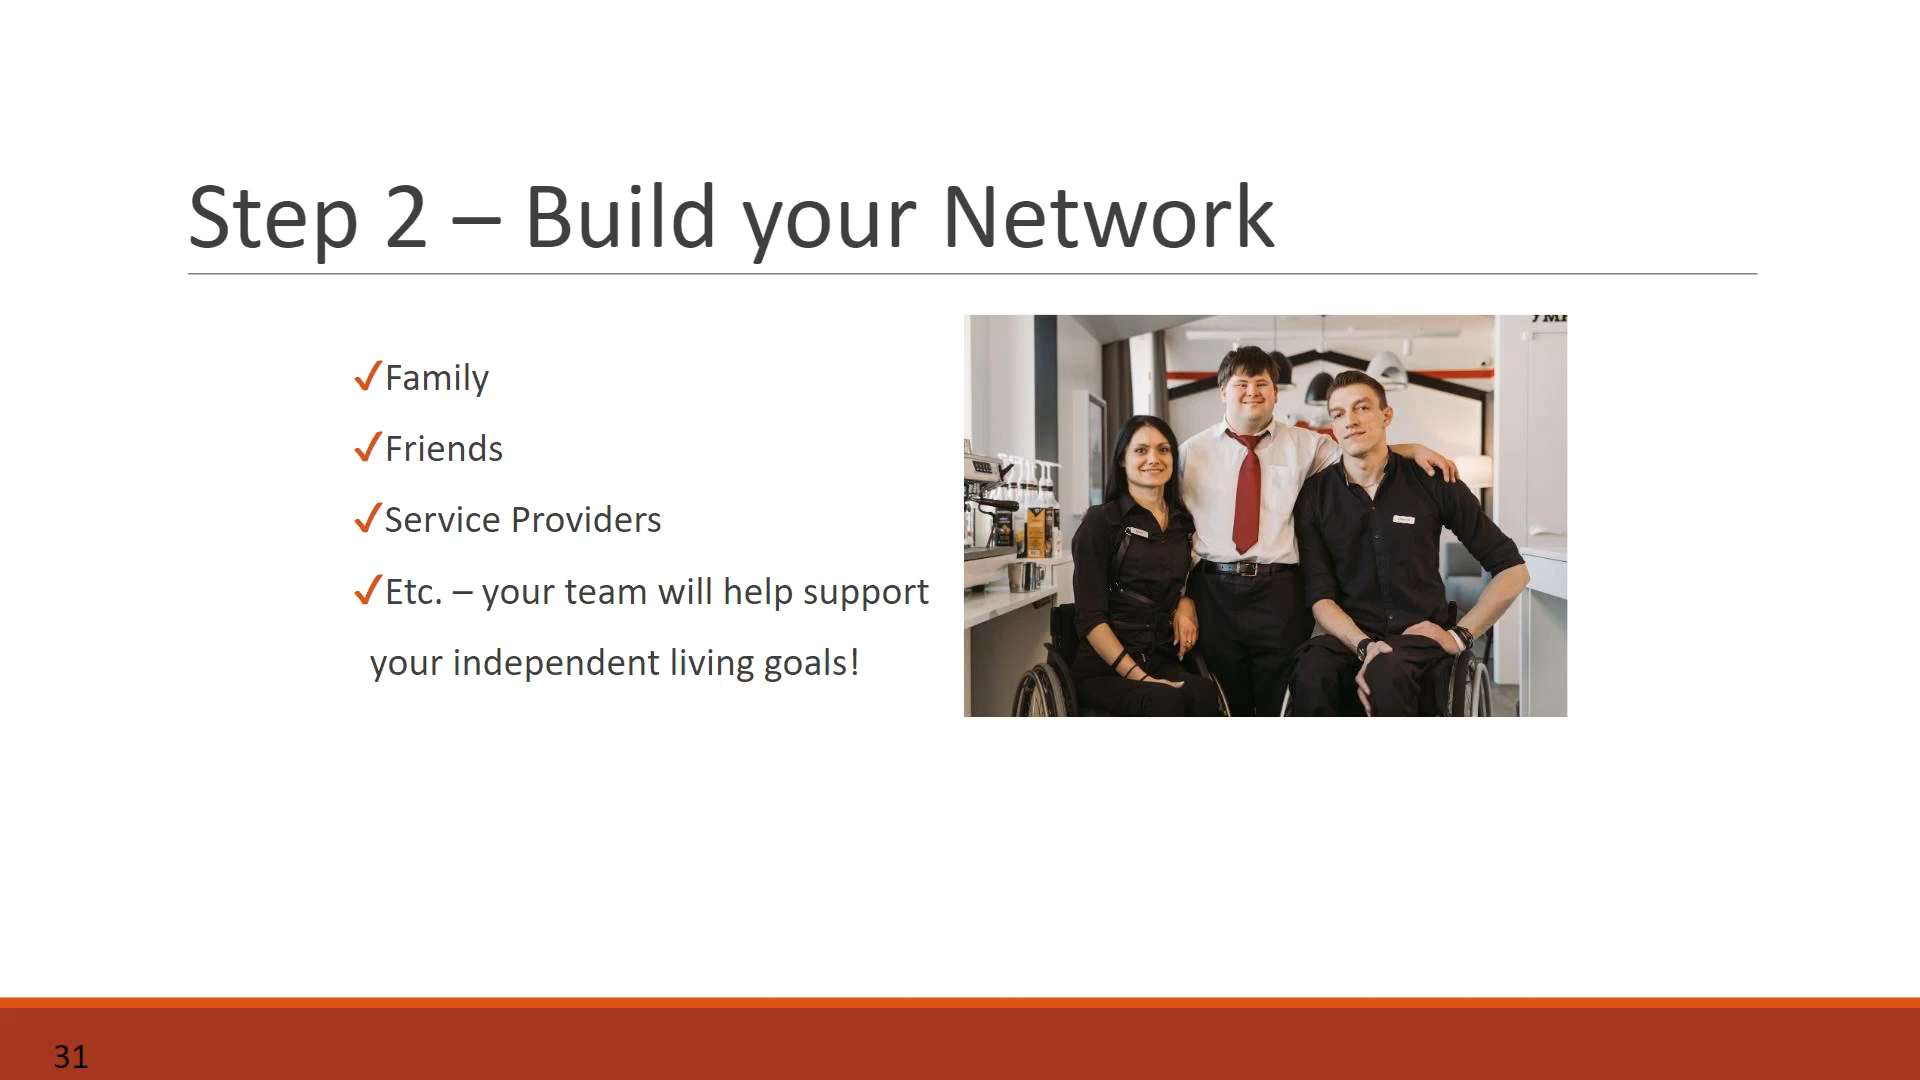 Step 2 – Build your Network
✓Family
✓Friends
✓Service Providers
✓Etc. – your team will help support
your independent living goals!
31